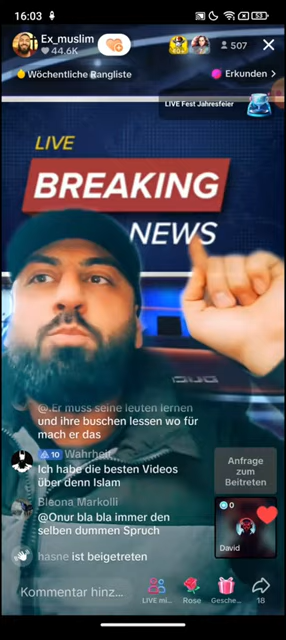 16:03
53
Ex_muslim
44.6K
507
Wöchentliche Rangliste
Erkunden >
LIVE Fest Jahresfeier
LIVE
BREAKING
NEWS
@.Er muss seine leuten lernen
und ihre buschen lessen wo für
mach er das
10 Wahrheit
Ich habe die besten Videos
über denn Islam
Bleona Markolli
@Onur bla bla immer den
selben dummen Spruch
hasne ist beigetreten
Anfrage
zum
Beitreten
0
David
Kommentar hinz...
LIVE mi...
Rose
Gesche...
18